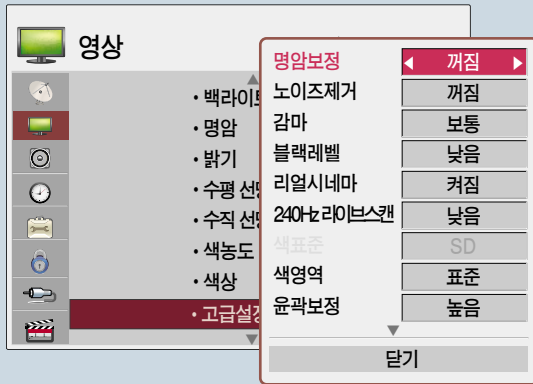 영상
백라이
• 명암
• 밝기
• 수평 선
• 수직 선
• 색농도
• 색상
• 고급설정
명암보정 꺼짐
노이즈제거 꺼짐
감마 보통
블랙레벨 낮음
리얼시네마 켜짐
240Hz 라이브스캔 낮음
색표준 SD
색영역 표준
윤곽보정 높음
닫기